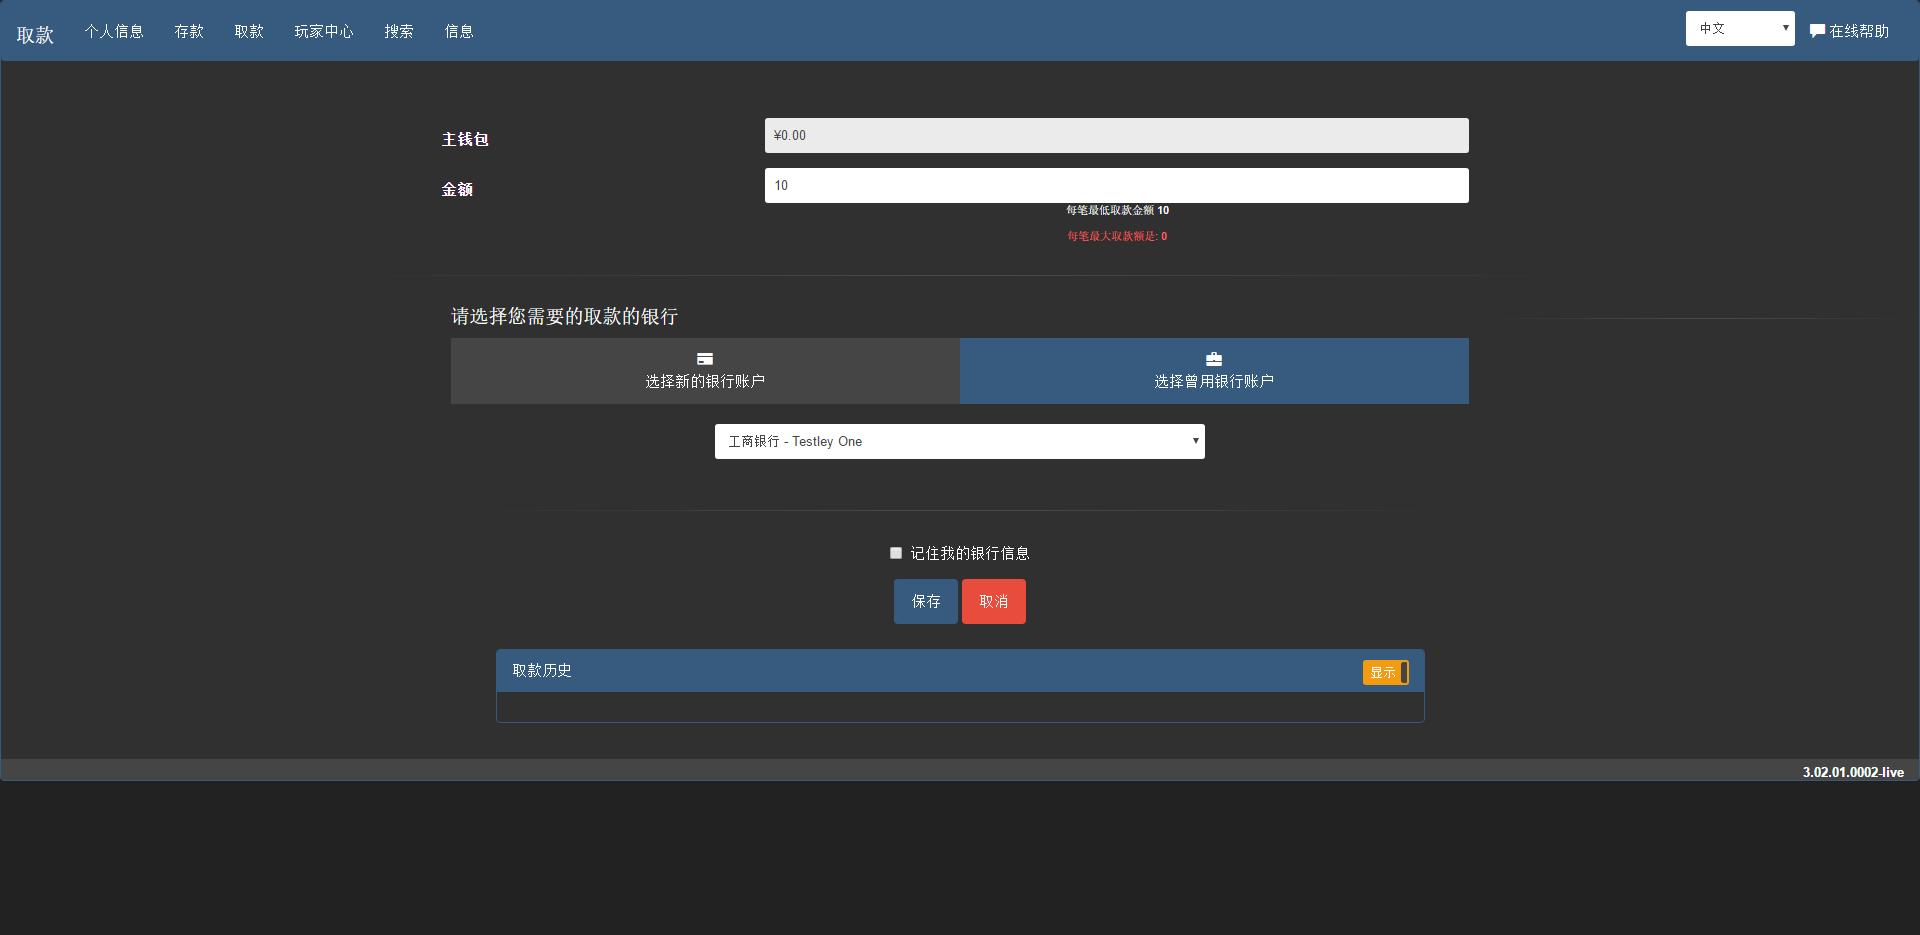 取款 个人信息 存款 取款 玩家中心 搜索 信息 中文 在线帮助
主钱包 ¥0.00
金额 10
每笔最低取款金额 10
每笔最大取款额是: 0
请选择您需要的取款的银行
选择新的银行账户 选择曾用银行账户
工商银行 - Testley One
记住我的银行信息
保存 取消
取款历史 显示
3.02.01.0002-live